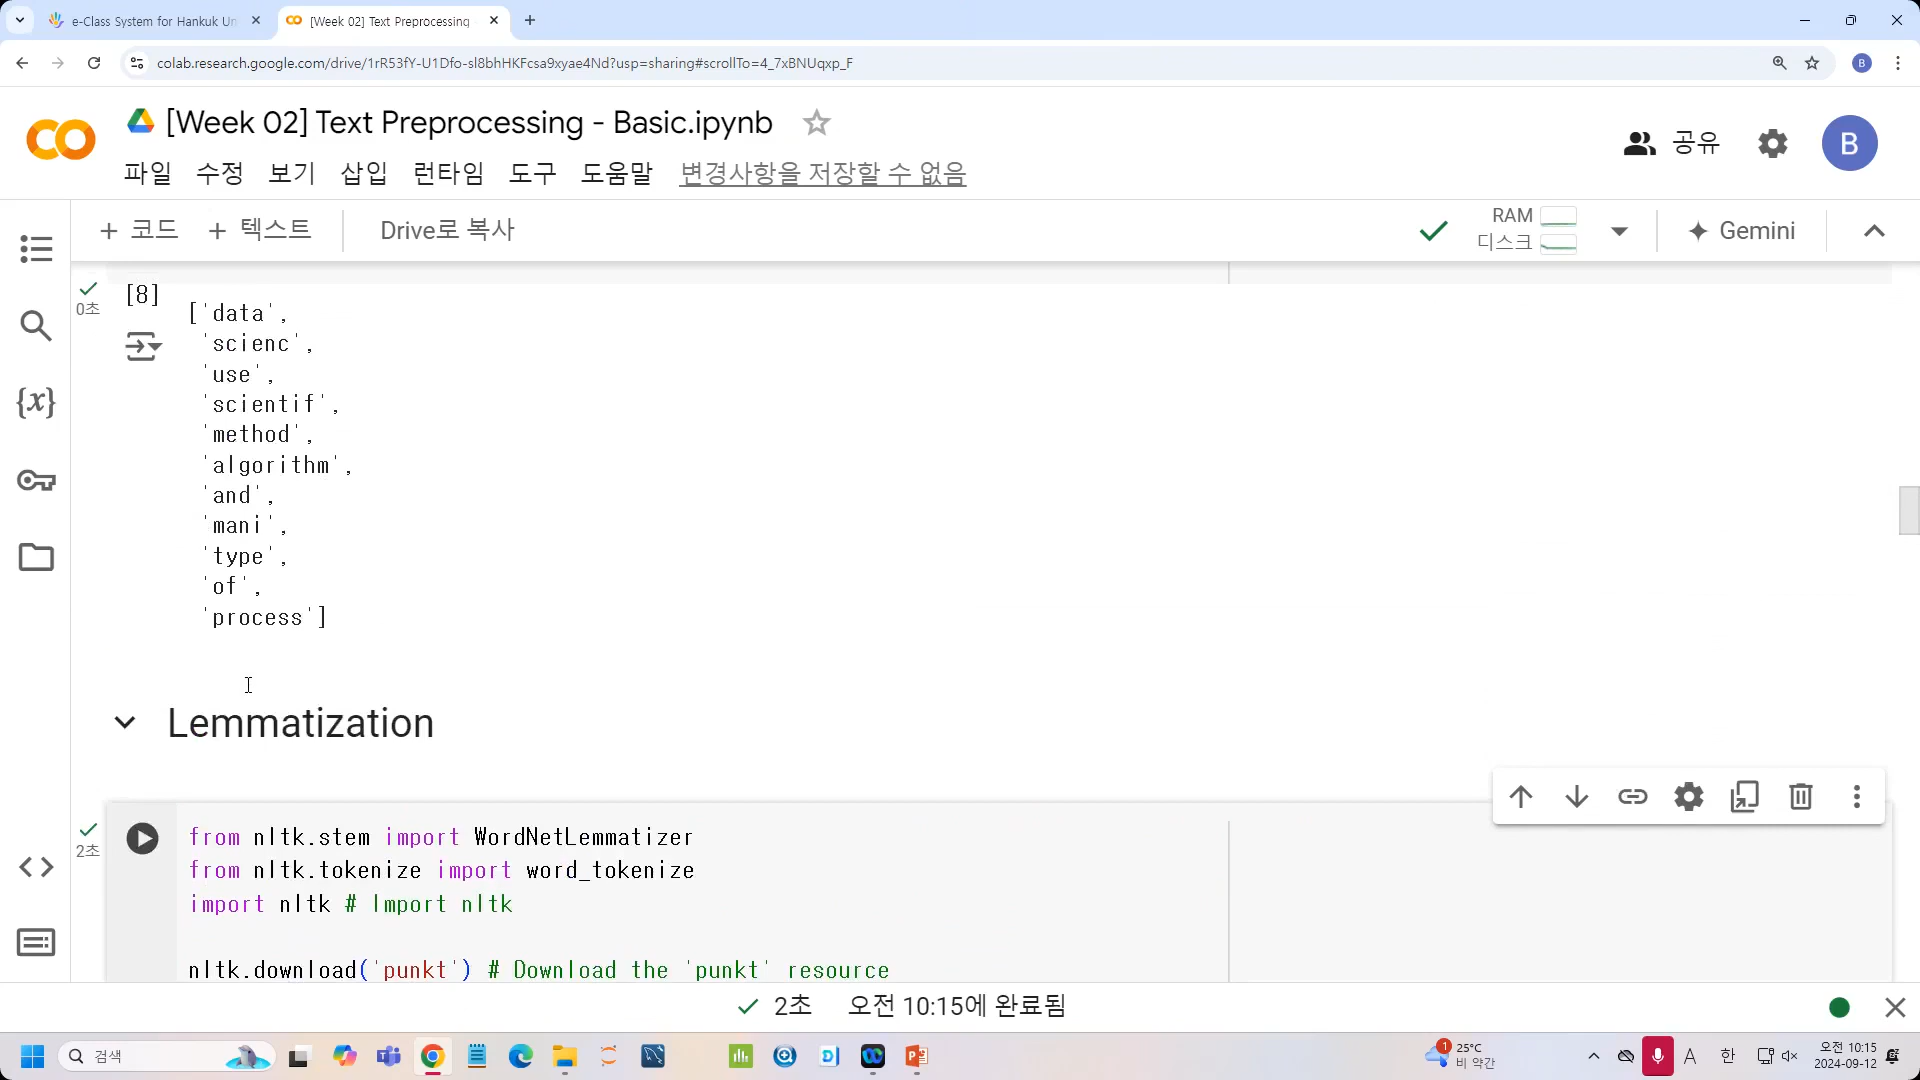 e-Class System for Hankuk Un
[Week 02] Text Preprocessing
colab.research.google.com/drive/1rR53fY-U1Dfo-sl8bhHKFcsa9xyae4Nd?usp=sharing#scrollTo=4_7xBNUqxp_F
B
[Week 02] Text Preprocessing - Basic.ipynb
공유
B
파일 수정 보기 삽입 런타임 도구 도움말 변경사항을 저장할 수 없음
+ 코드 + 텍스트 Drive로 복사
RAM
디스크
Gemini
[8]
0초
['data',
'scienc',
'use',
'scientif',
'method',
'algorithm',
'and',
'mani',
'type',
'of',
'process']
{x}
Lemmatization
2초
from nltk.stem import WordNetLemmatizer
from nltk.tokenize import word_tokenize
import nltk # Import nltk
nltk.download('punkt') # Download the 'punkt' resource
2초 오전 10:15에 완료됨
검색
1
25°C
비 약간
A
한
오전 10:15
2024-09-12